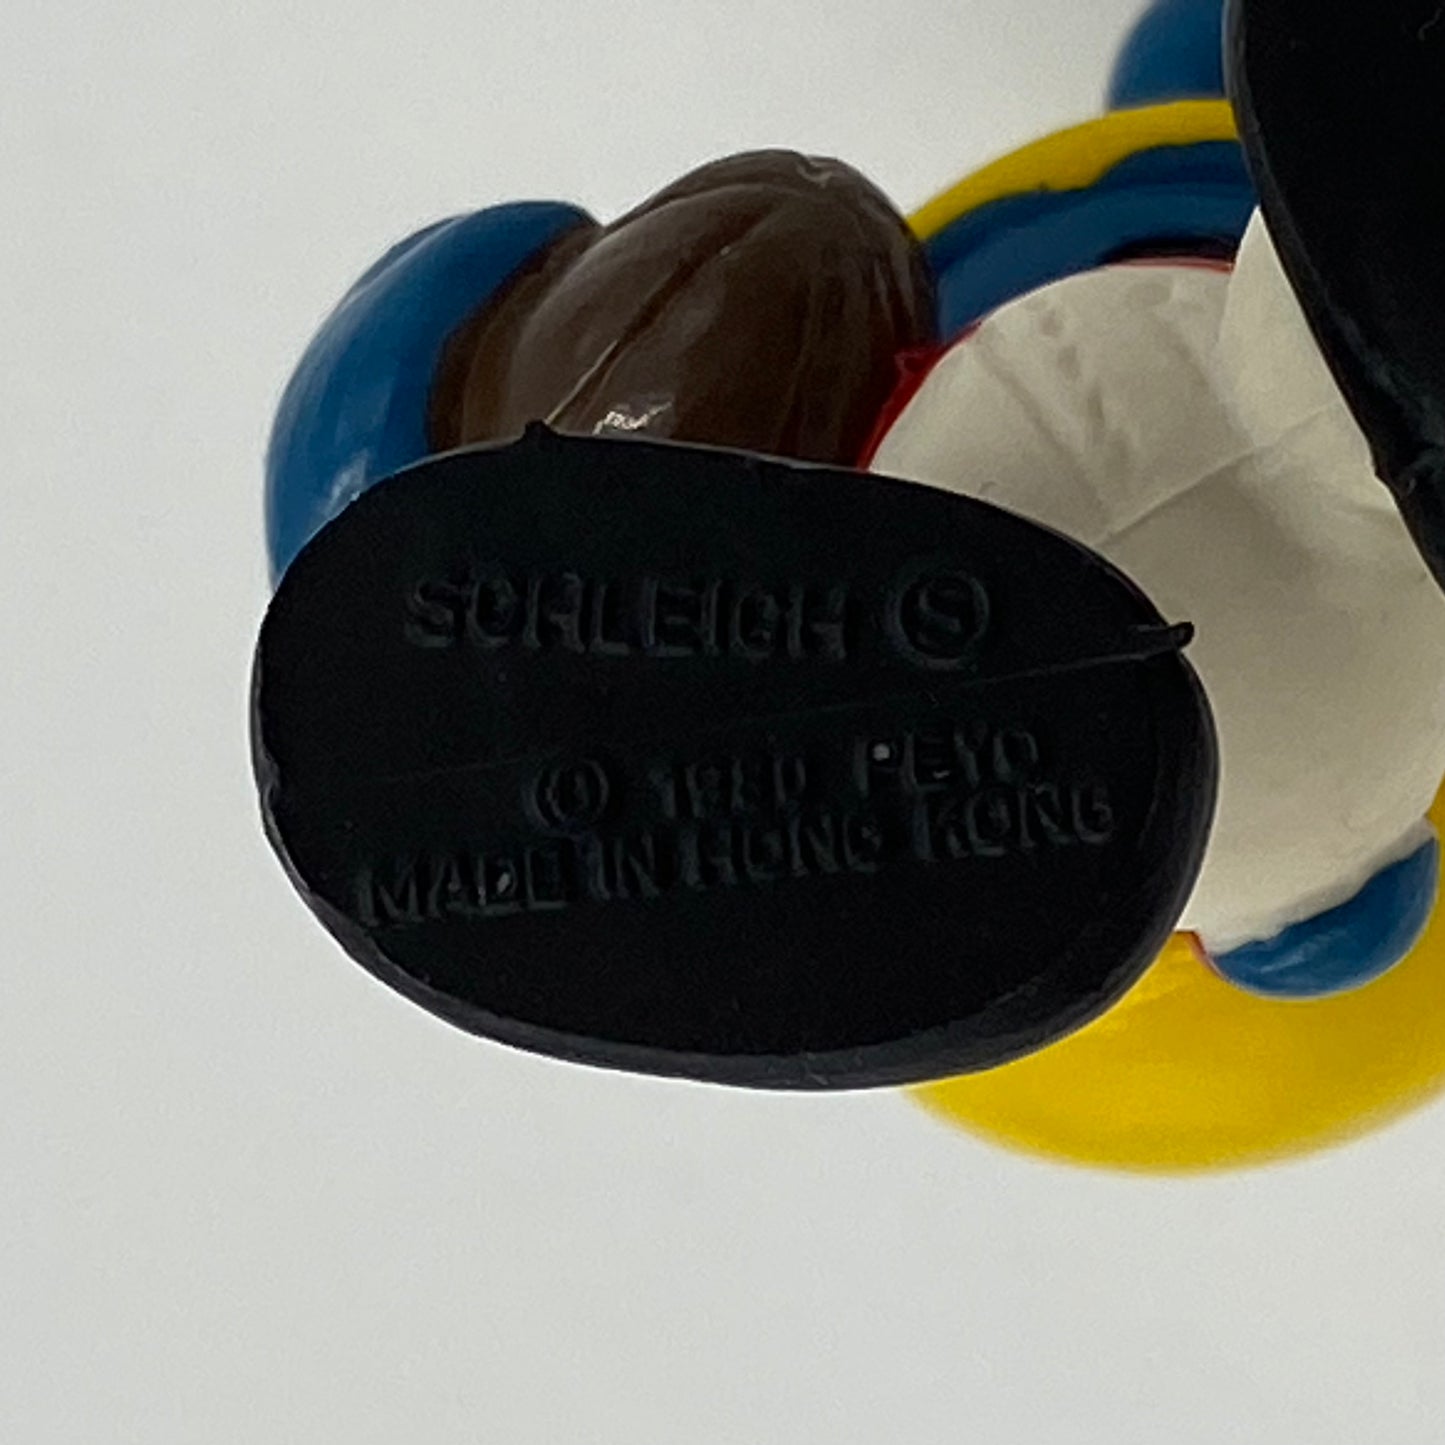 SCHLEICH Ⓢ
© 1980 PEYO
MADE IN HONG KONG